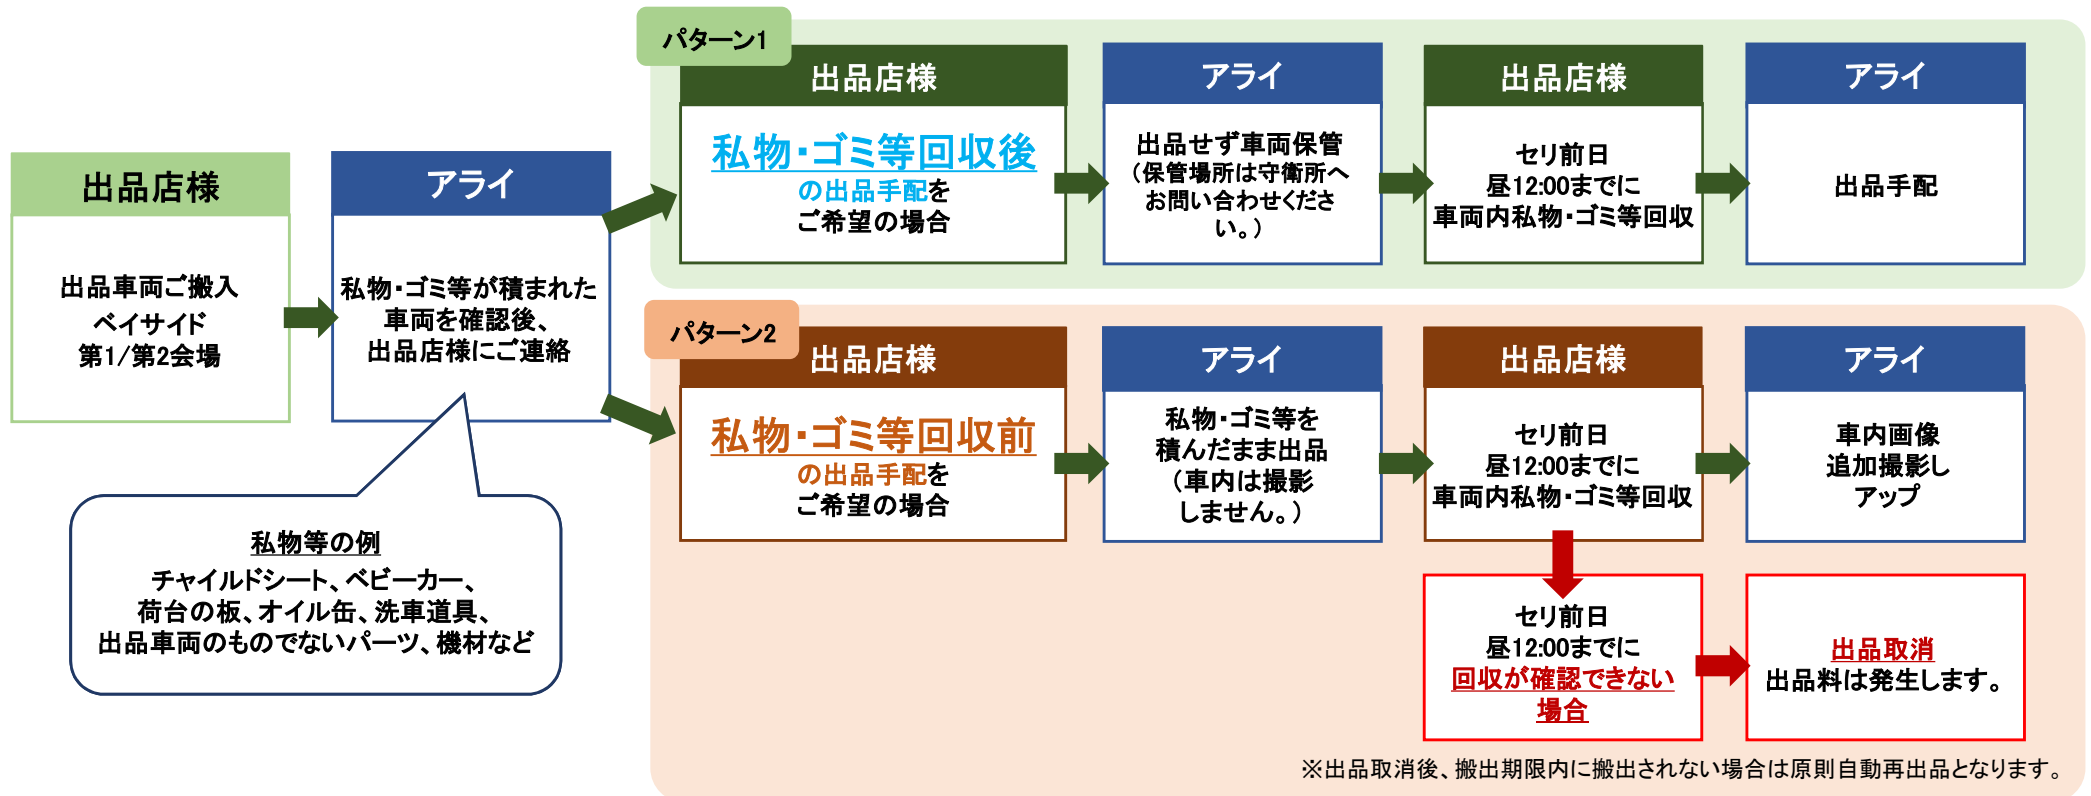 出品店様
出品車両ご搬入
ベイサイド
第1/第2会場
アライ
私物・ゴミ等が積まれた
車両を確認後、
出品店様にご連絡
私物等の例
チャイルドシート、ベビーカー、
荷台の板、オイル缶、洗車道具、
出品車両のものでないパーツ、機材など
パターン1
出品店様
私物・ゴミ等回収後
の出品手配を
ご希望の場合
アライ
出品せず車両保管
（保管場所は守衛所へ
お問い合わせくださ
い。）
出品店様
セリ前日
昼12:00までに
車両内私物・ゴミ等回収
アライ
出品手配
パターン2
出品店様
私物・ゴミ等回収前
の出品手配を
ご希望の場合
アライ
私物・ゴミ等を
積んだまま出品
（車内は撮影
しません。）
出品店様
セリ前日
昼12:00までに
車両内私物・ゴミ等回収
アライ
車内画像
追加撮影し
アップ
セリ前日
昼12:00までに
回収が確認できない
場合
出品取消
出品料は発生します。
※出品取消後、搬出期限内に搬出されない場合は原則自動再出品となります。